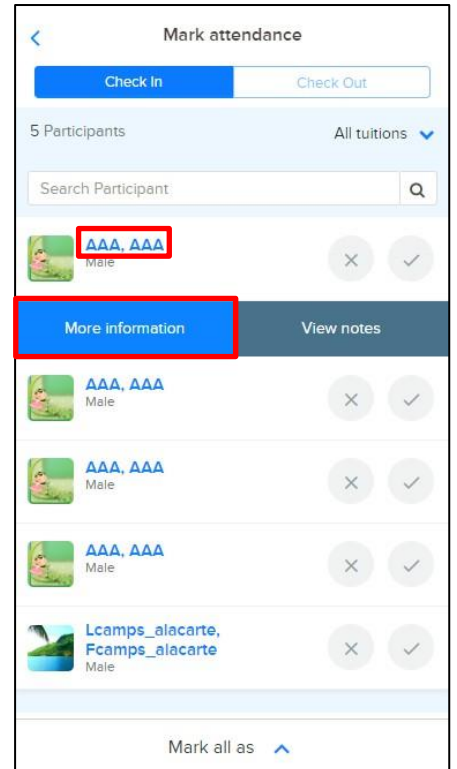 Mark attendance
Check In
Check Out
5 Participants
All tuitions
Search Participant
AAA, AAA
Male
More information
View notes
AAA, AAA
Male
AAA, AAA
Male
AAA, AAA
Male
Lcamps_alacarte,
Fcamps_alacarte
Male
Mark all as